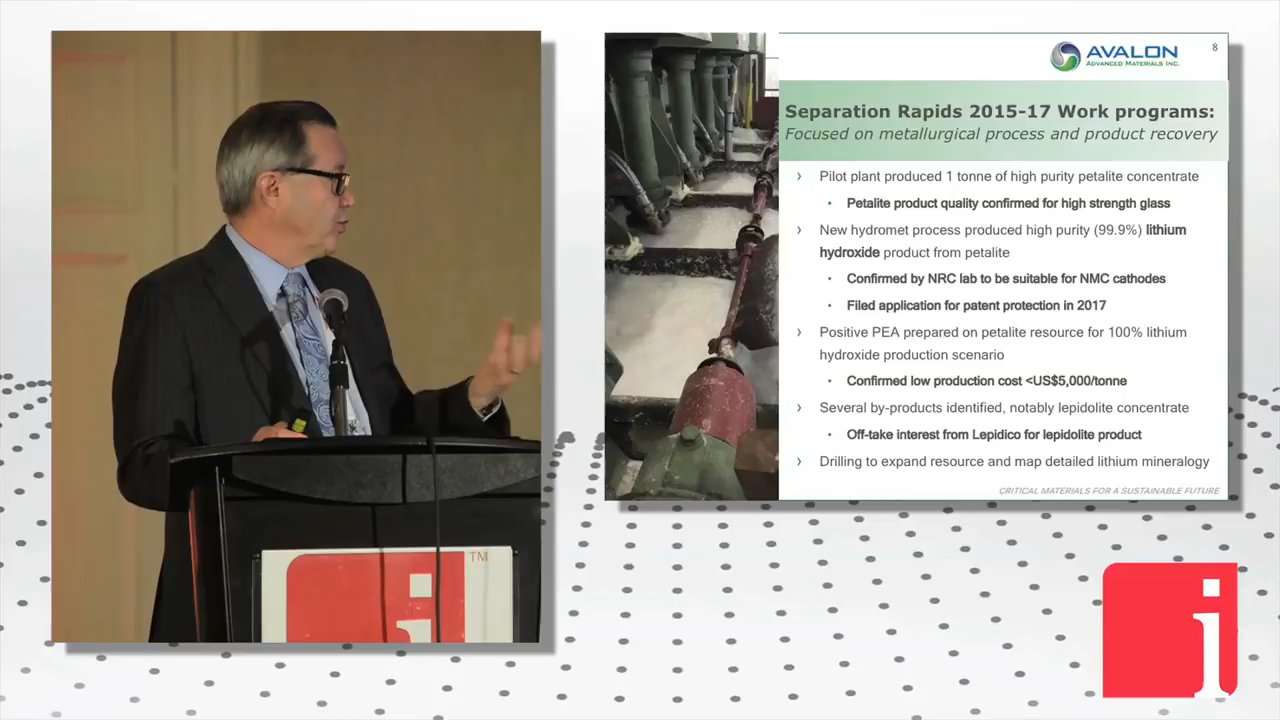 AVALON
ADVANCED MATERIALS INC.
8
Separation Rapids 2015-17 Work programs:
Focused on metallurgical process and product recovery
› Pilot plant produced 1 tonne of high purity petalite concentrate
• Petalite product quality confirmed for high strength glass
› New hydromet process produced high purity (99.9%) lithium
hydroxide product from petalite
• Confirmed by NRC lab to be suitable for NMC cathodes
• Filed application for patent protection in 2017
› Positive PEA prepared on petalite resource for 100% lithium
hydroxide production scenario
• Confirmed low production cost <US$5,000/tonne
› Several by-products identified, notably lepidolite concentrate
• Off-take interest from Lepidico for lepidolite product
› Drilling to expand resource and map detailed lithium mineralogy
CRITICAL MATERIALS FOR A SUSTAINABLE FUTURE
i TM
i